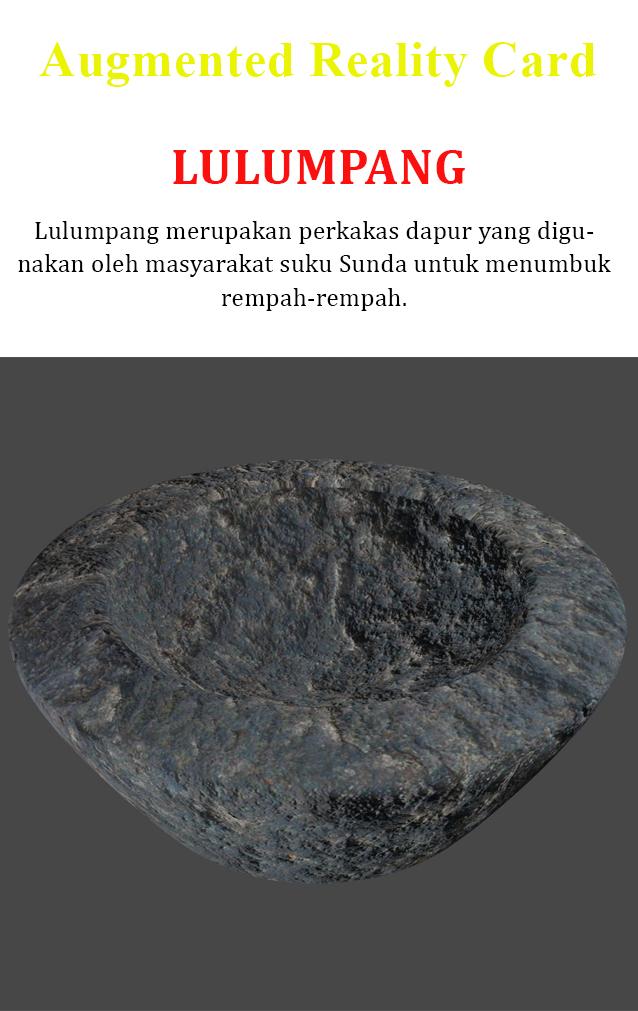 Augmented Reality Card
LULUMPANG
Lulumpang merupakan perkakas dapur yang digu-
nakan oleh masyarakat suku Sunda untuk menumbuk
rempah-rempah.